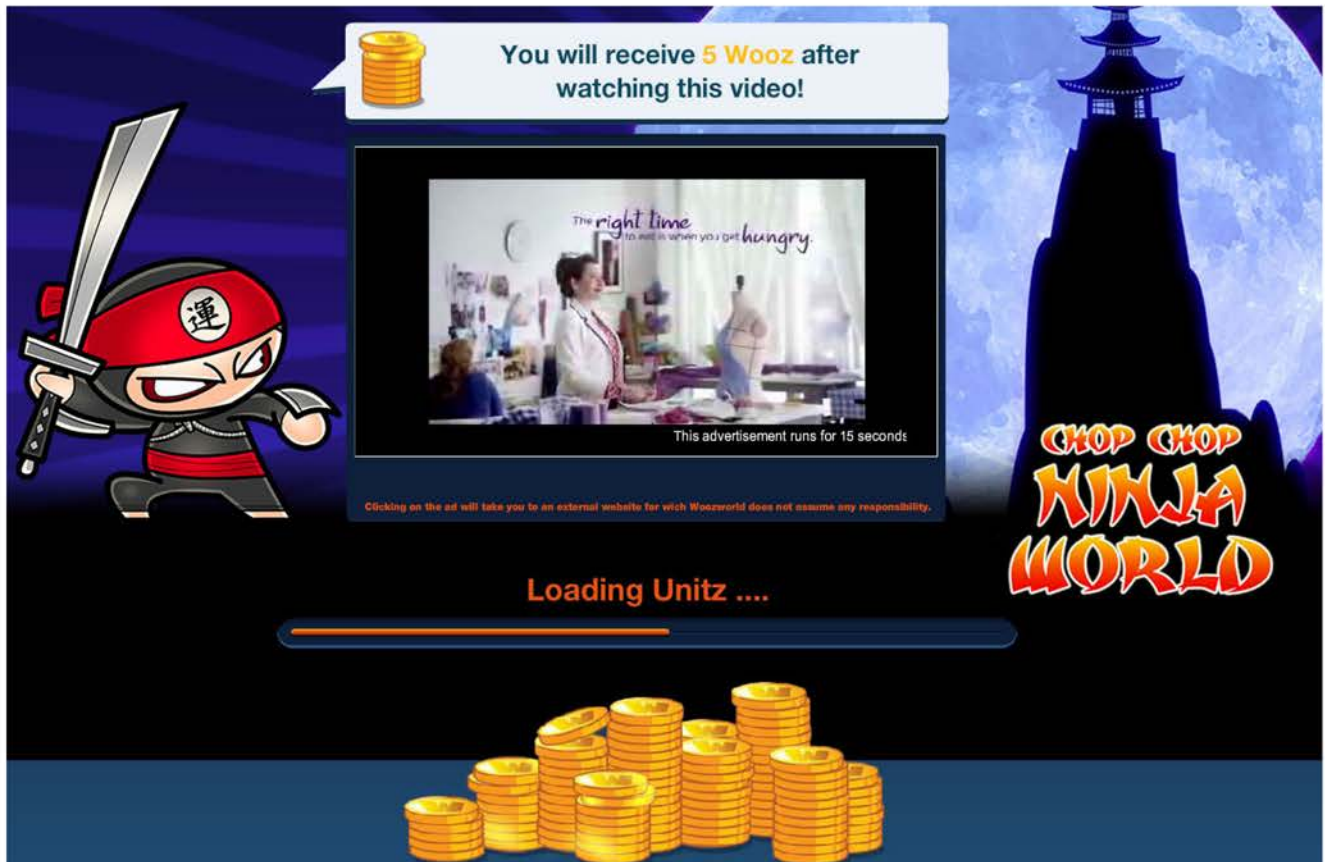 You will receive 5 Wooz after
watching this video!
運
The right time
to eat is when you get hungry.
This advertisement runs for 15 seconds
Clicking on the ad will take you to an external website for wich Woozworld does not assume any responsibility.
CHOP CHOP
NINJA
WORLD
Loading Unitz ....